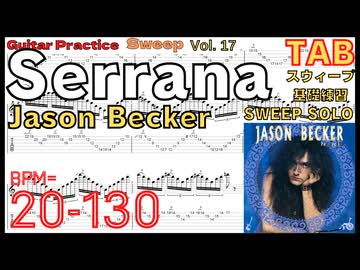 Guitar Practice Sweep Vol. 17
TAB
Serrana
スウィープ
基礎練習
Jason Becker
SWEEP SOLO
JASON BECKER
BPM=
20-130